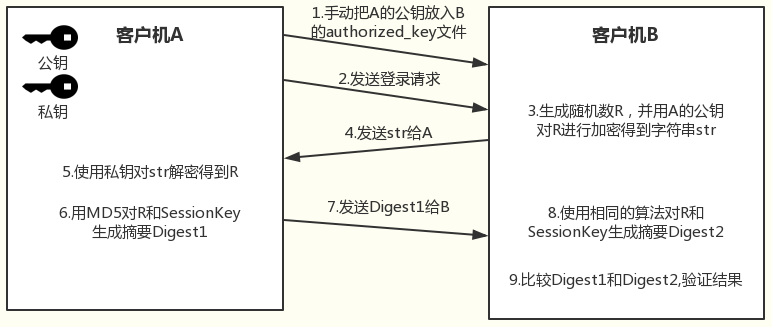 客户机A
公钥
私钥
1.手动把A的公钥放入B
的authorized_key文件
2.发送登录请求
客户机B
3.生成随机数R，并用A的公钥
对R进行加密得到字符串str
4.发送str给A
5.使用私钥对str解密得到R
6.用MD5对R和SessionKey
生成摘要Digest1
7.发送Digest1给B
8.使用相同的算法对R和
SessionKey生成摘要Digest2
9.比较Digest1和Digest2,验证结果